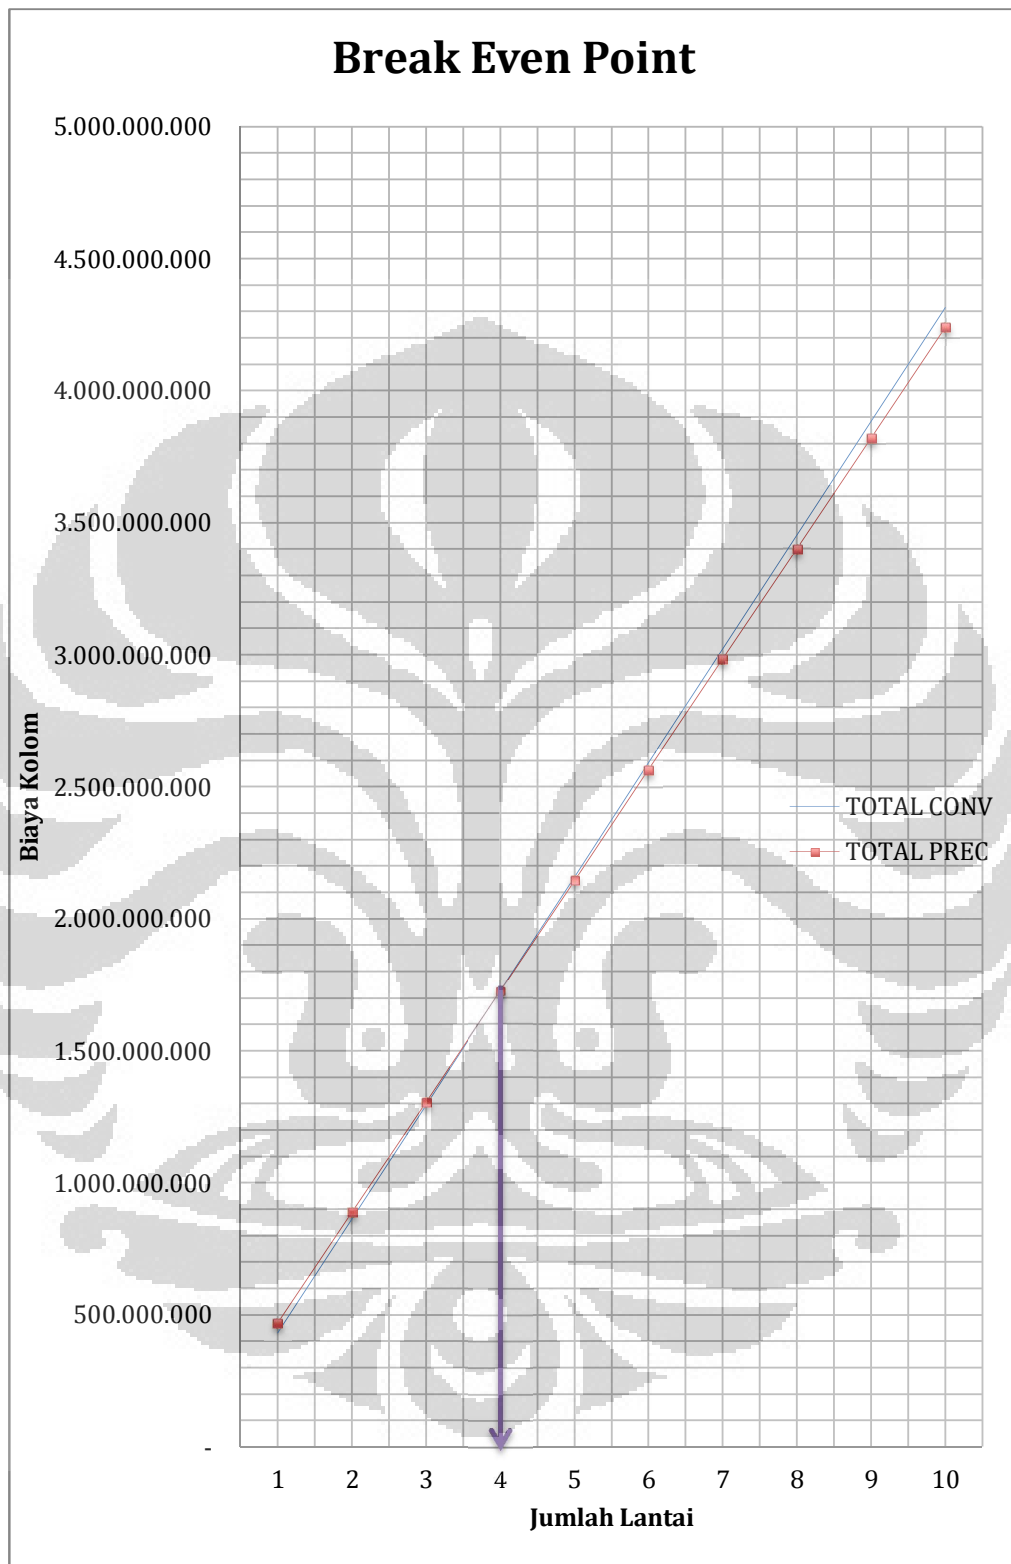 Break Even Point
5.000.000.000
4.500.000.000
4.000.000.000
3.500.000.000
3.000.000.000
2.500.000.000
2.000.000.000
1.500.000.000
1.000.000.000
500.000.000
-
Biaya Kolom
TOTAL CONV
TOTAL PREC
1 2 3 4 5 6 7 8 9 10
Jumlah Lantai